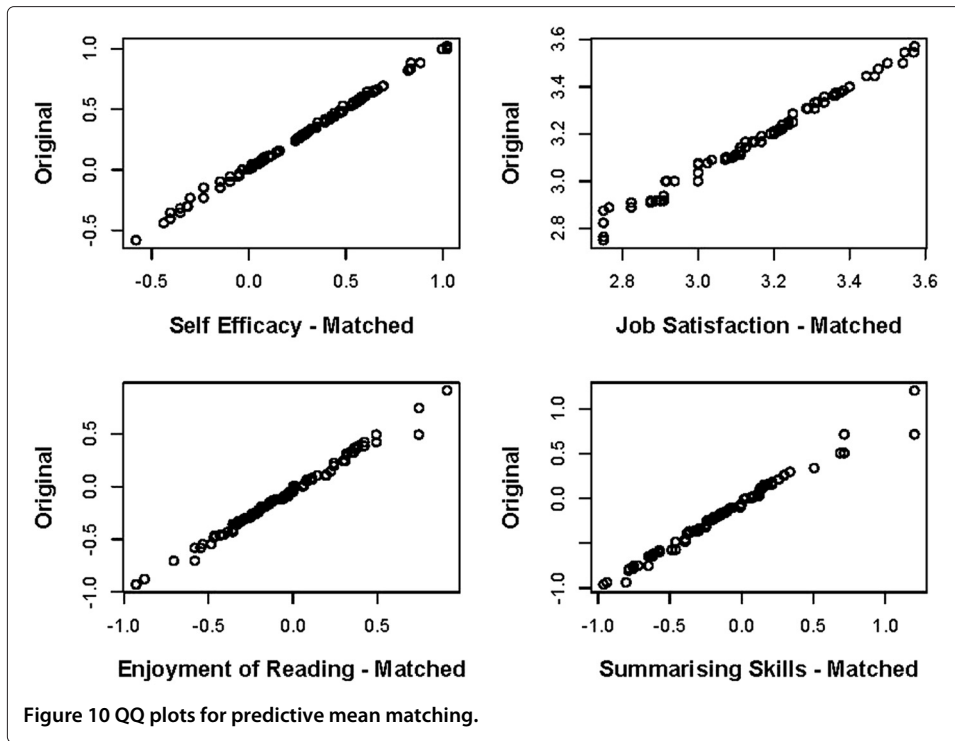 Original
1.0
0.5
0.0
-0.5
-0.5 0.0 0.5 1.0
Self Efficacy - Matched
Original
3.6
3.4
3.2
3.0
2.8
2.8 3.0 3.2 3.4 3.6
Job Satisfaction - Matched
Original
0.5
0.0
-0.5
-1.0
-1.0 -0.5 0.0 0.5
Enjoyment of Reading - Matched
Original
1.0
0.5
0.0
-1.0
-1.0 -0.5 0.0 0.5 1.0
Summarising Skills - Matched
Figure 10 QQ plots for predictive mean matching.